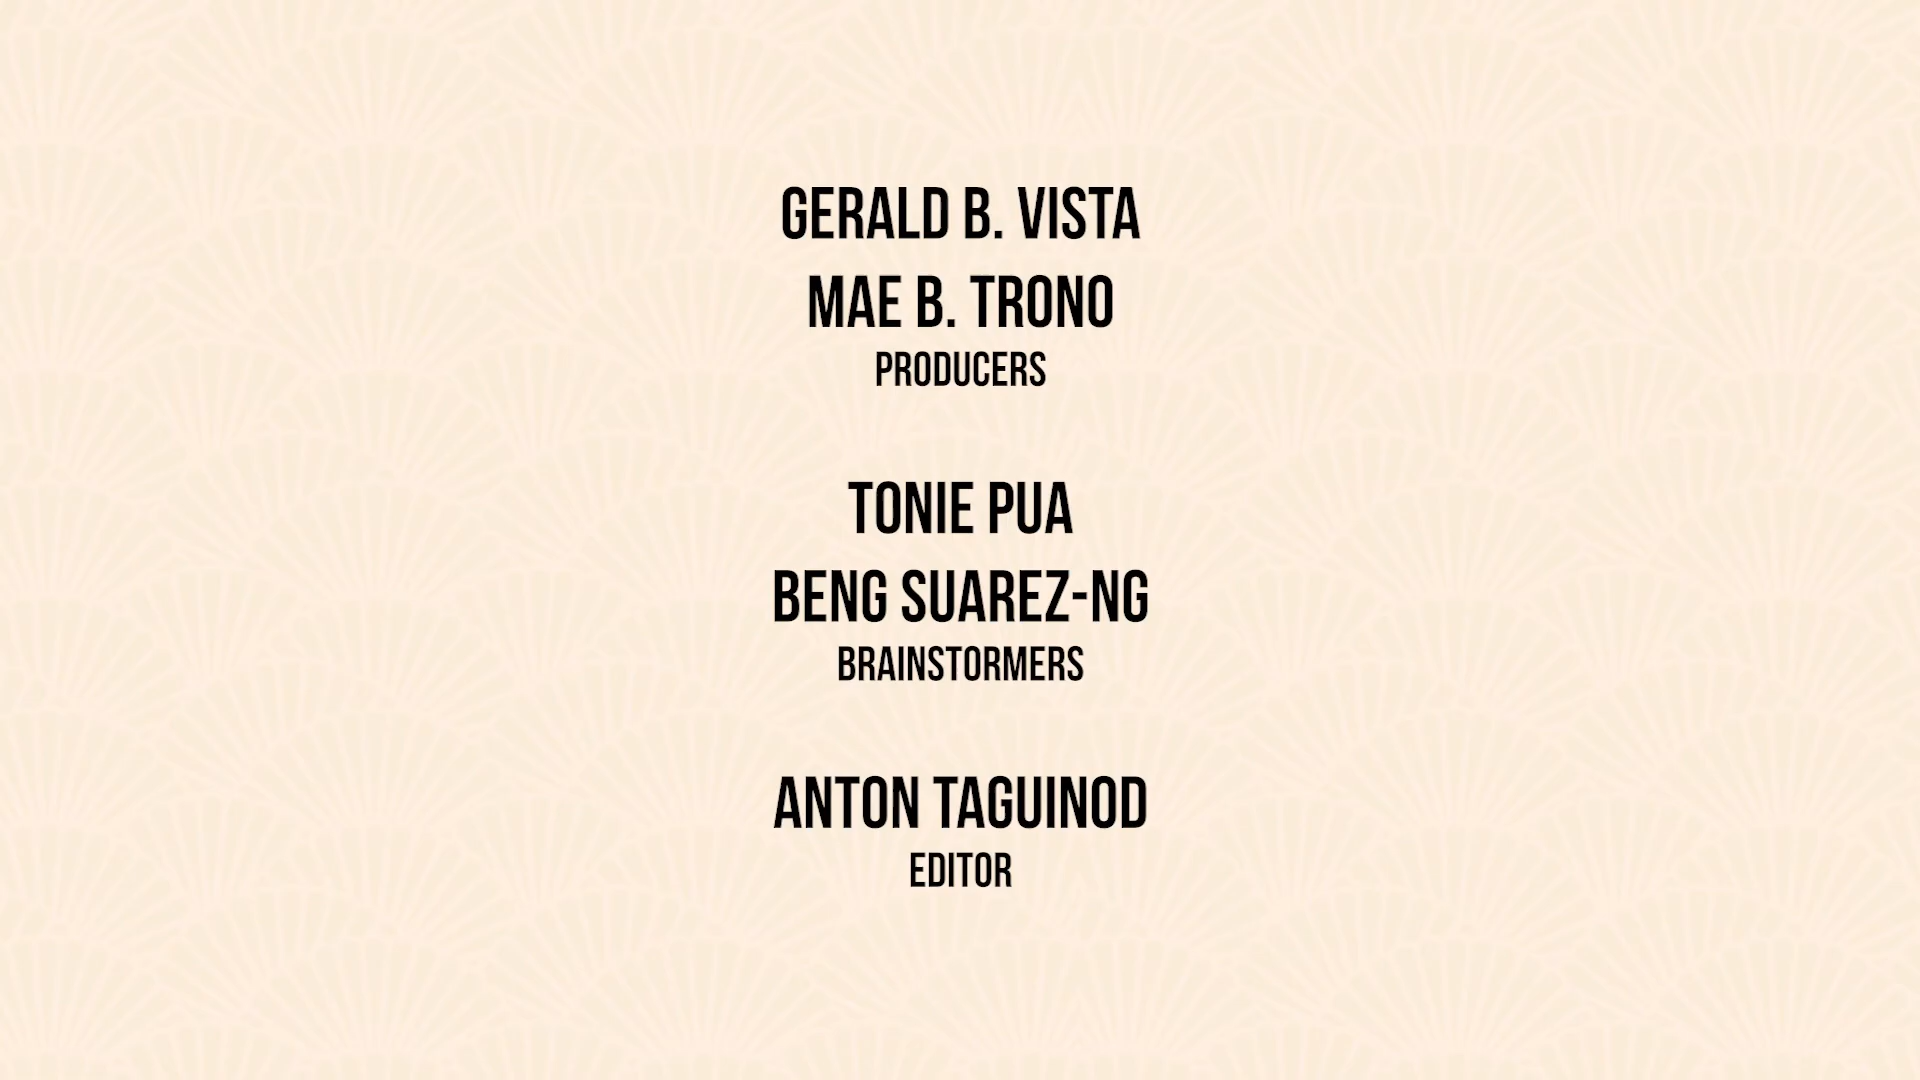 GERALD B. VISTA
MAE B. TRONO
PRODUCERS
TONIE PUA
BENG SUAREZ-NG
BRAINSTORMERS
ANTON TAGUINOD
EDITOR